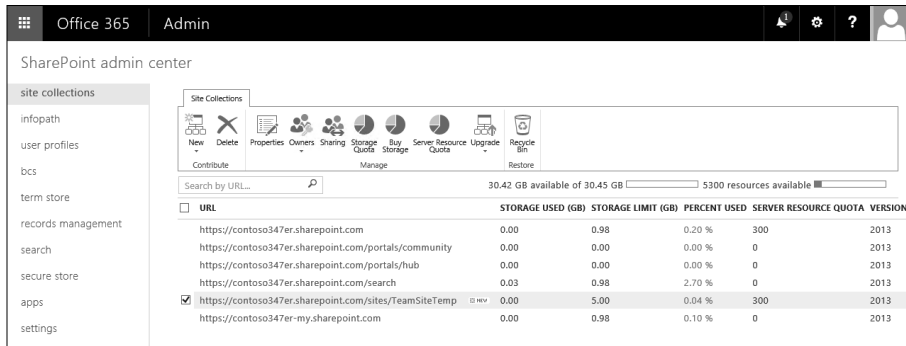 Office 365 Admin 1 ?
SharePoint admin center
site collections
infopath
user profiles
bcs
term store
records management
search
secure store
apps
settings
Site Collections
New Delete Properties Owners Sharing Storage Quota Buy Storage Server Resource Quota Upgrade Recycle Bin
Contribute Manage Restore
Search by URL... 30.42 GB available of 30.45 GB 5300 resources available
URL STORAGE USED (GB) STORAGE LIMIT (GB) PERCENT USED SERVER RESOURCE QUOTA VERSION
https://contoso347er.sharepoint.com 0.00 0.98 0.20 % 300 2013
https://contoso347er.sharepoint.com/portals/community 0.00 0.00 0.00 % 0 2013
https://contoso347er.sharepoint.com/portals/hub 0.00 0.00 0.00 % 0 2013
https://contoso347er.sharepoint.com/search 0.03 0.98 2.70 % 0 2013
https://contoso347er.sharepoint.com/sites/TeamSiteTemp NEW 0.00 5.00 0.04 % 300 2013
https://contoso347er-my.sharepoint.com 0.00 0.98 0.10 % 0 2013